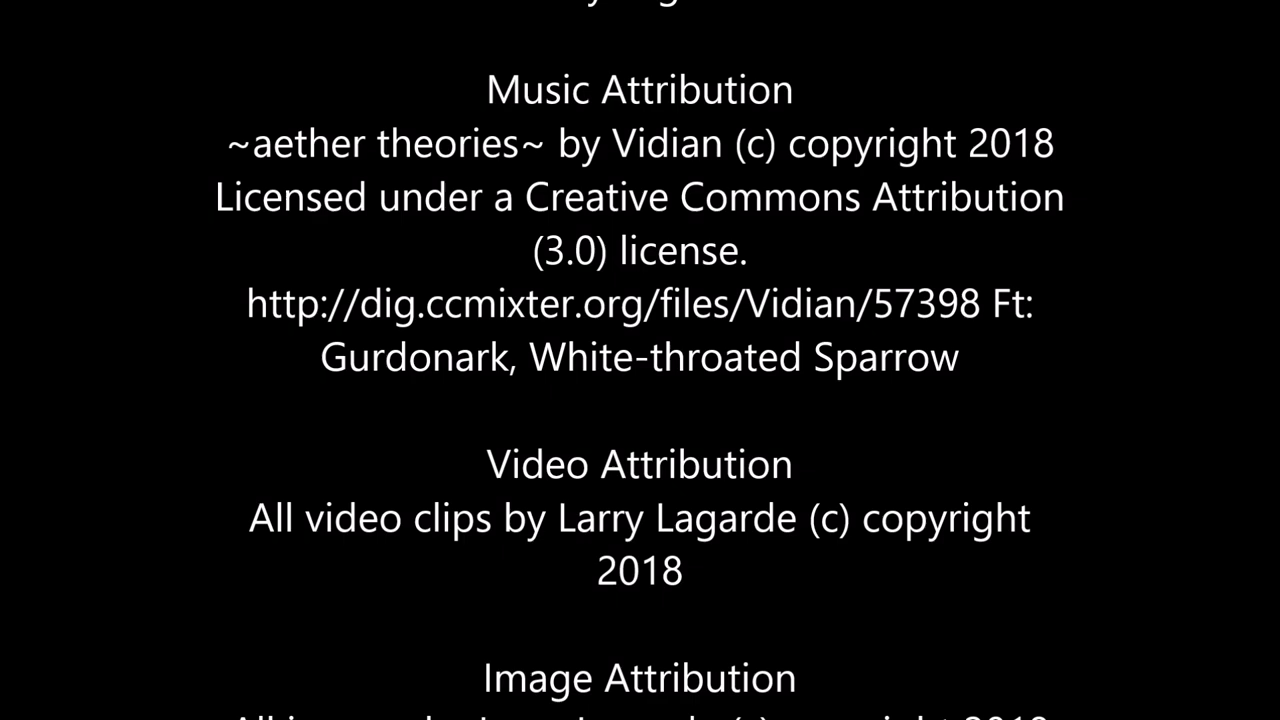 Music Attribution
~aether theories~ by Vidian (c) copyright 2018
Licensed under a Creative Commons Attribution
(3.0) license.
http://dig.ccmixter.org/files/Vidian/57398 Ft:
Gurdonark, White-throated Sparrow
Video Attribution
All video clips by Larry Lagarde (c) copyright
2018
Image Attribution